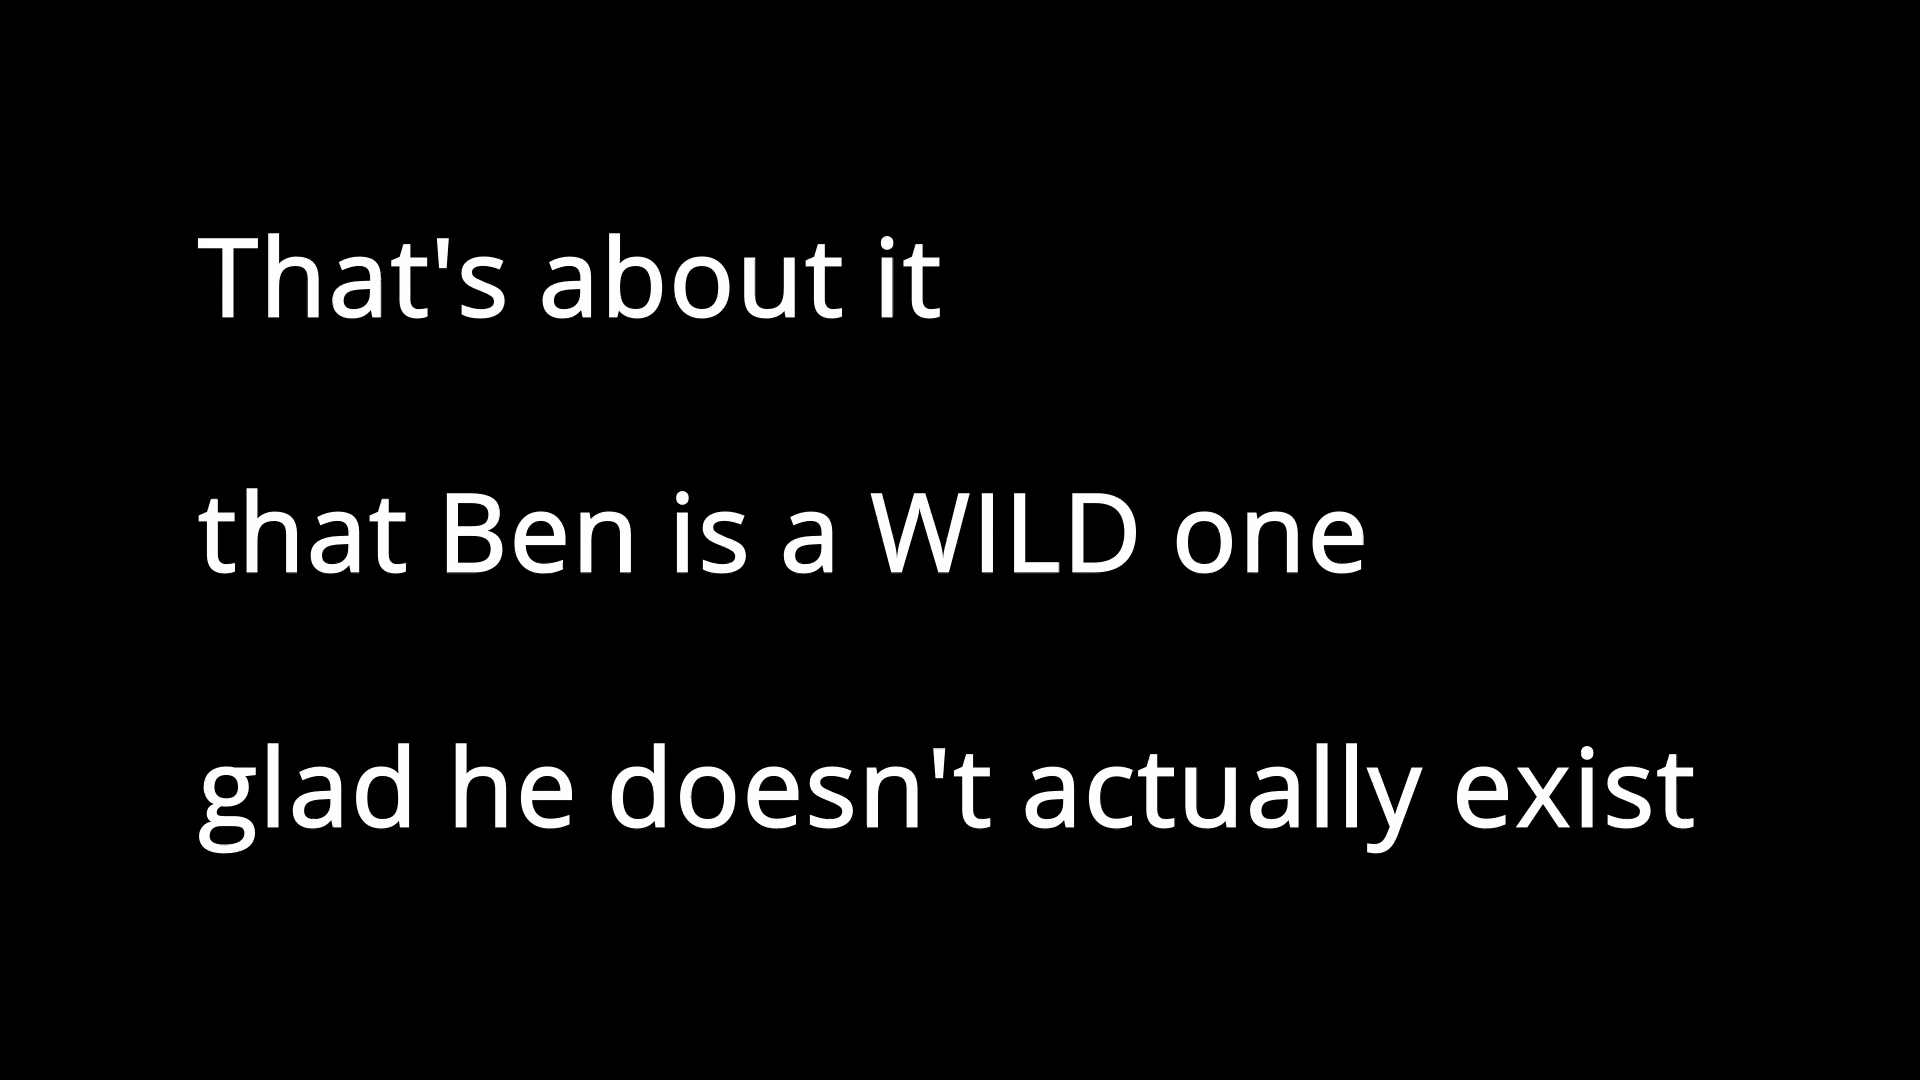 That's about it
that Ben is a WILD one
glad he doesn't actually exist